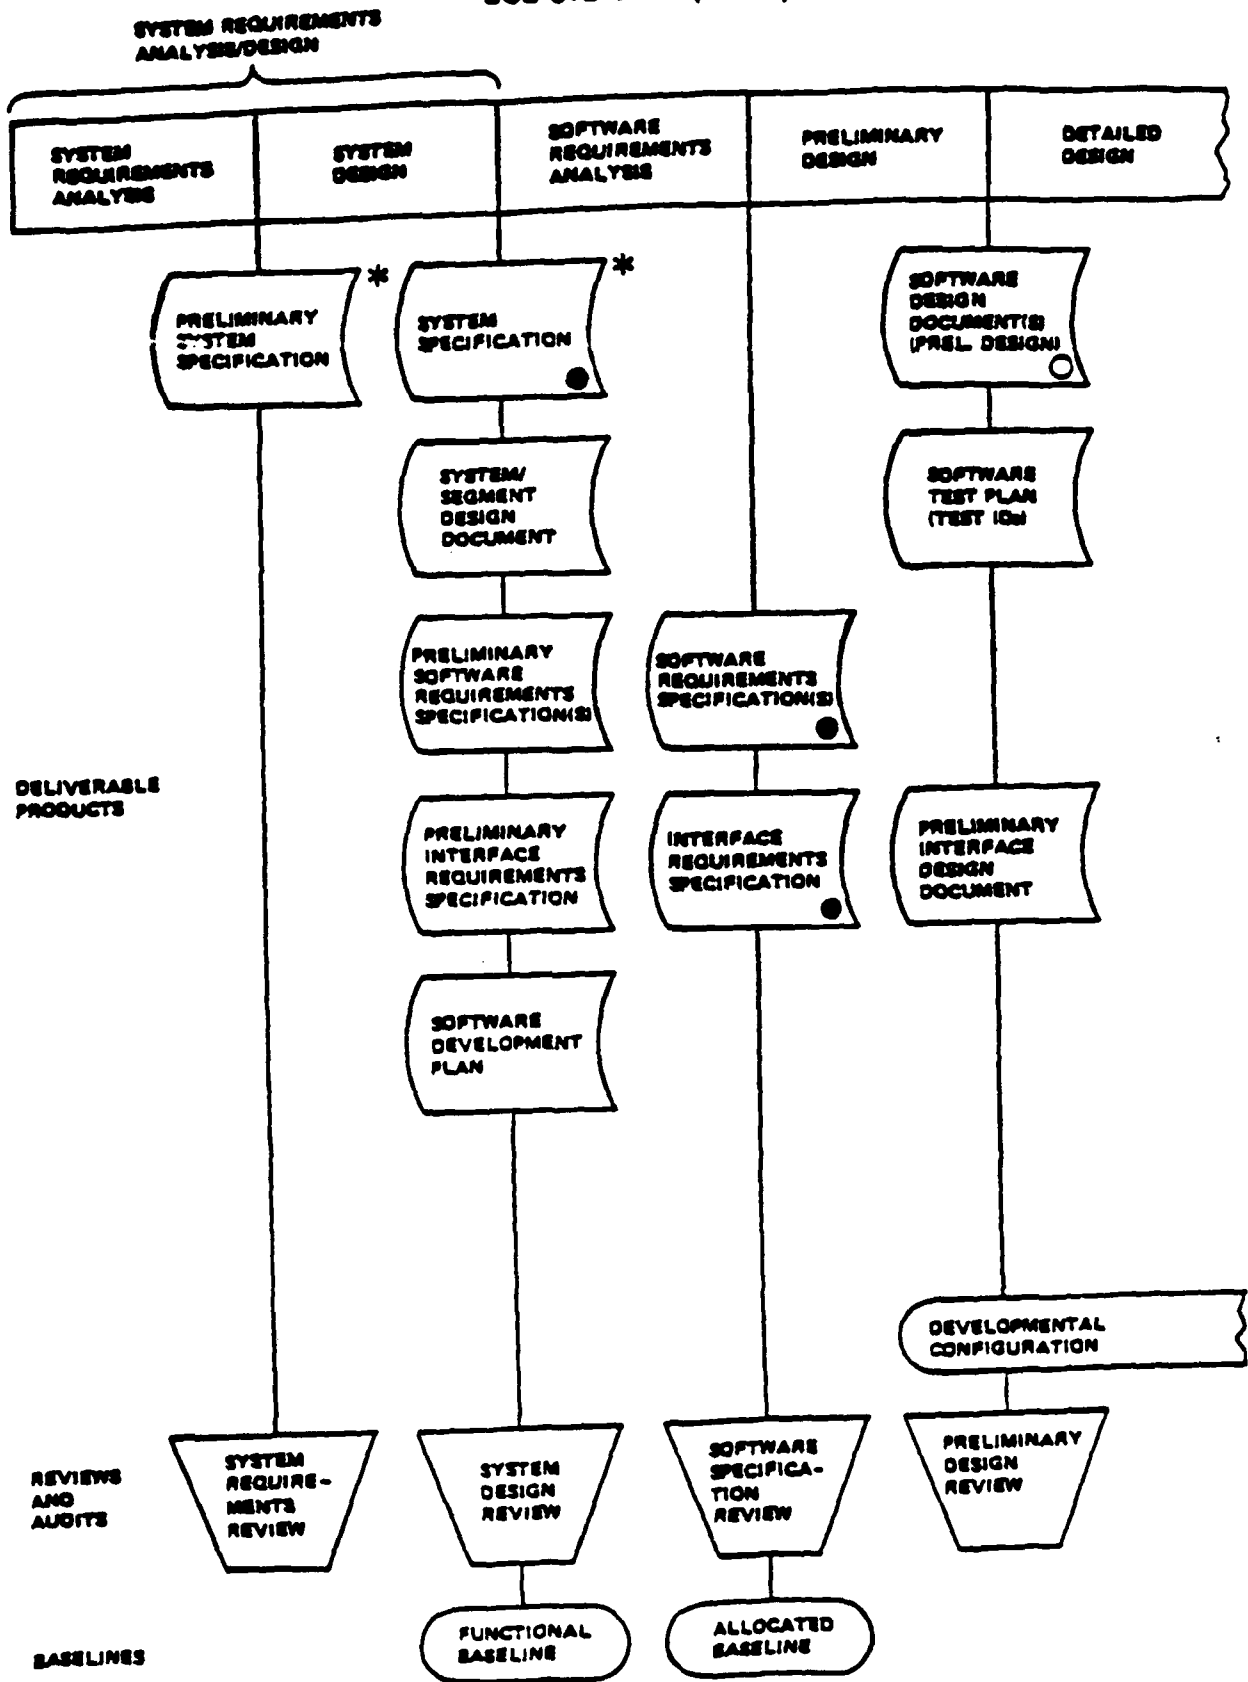 SYSTEM REQUIREMENTS
ANALYSIS/DESIGN
SYSTEM
REQUIREMENTS
ANALYSIS
SYSTEM
DESIGN
SOFTWARE
REQUIREMENTS
ANALYSIS
PRELIMINARY
DESIGN
DETAILED
DESIGN
PRELIMINARY
SYSTEM
SPECIFICATION
*
SYSTEM
SPECIFICATION
*
SOFTWARE
DESIGN
DOCUMENT(S)
(PREL. DESIGN)
SYSTEM/
SEGMENT
DESIGN
DOCUMENT
SOFTWARE
TEST PLAN
(TEST IDs)
PRELIMINARY
SOFTWARE
REQUIREMENTS
SPECIFICATION(S)
SOFTWARE
REQUIREMENTS
SPECIFICATION(S)
DELIVERABLE
PRODUCTS
PRELIMINARY
INTERFACE
REQUIREMENTS
SPECIFICATION
INTERFACE
REQUIREMENTS
SPECIFICATION
PRELIMINARY
INTERFACE
DESIGN
DOCUMENT
SOFTWARE
DEVELOPMENT
PLAN
DEVELOPMENTAL
CONFIGURATION
REVIEWS
AND
AUDITS
SYSTEM
REQUIRE-
MENTS
REVIEW
SYSTEM
DESIGN
REVIEW
SOFTWARE
SPECIFICA-
TION
REVIEW
PRELIMINARY
DESIGN
REVIEW
BASELINES
FUNCTIONAL
BASELINE
ALLOCATED
BASELINE